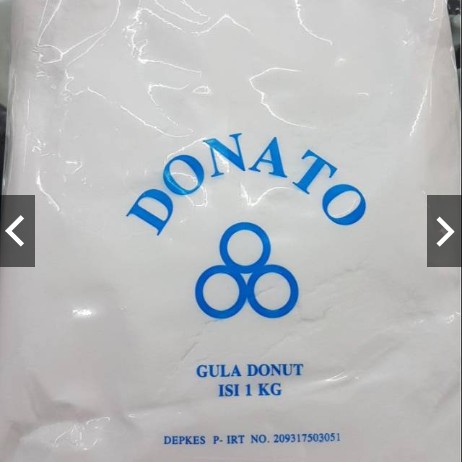 DONATO
GULA DONUT
ISI 1 KG
DEPKES P- IRT NO. 209317503051